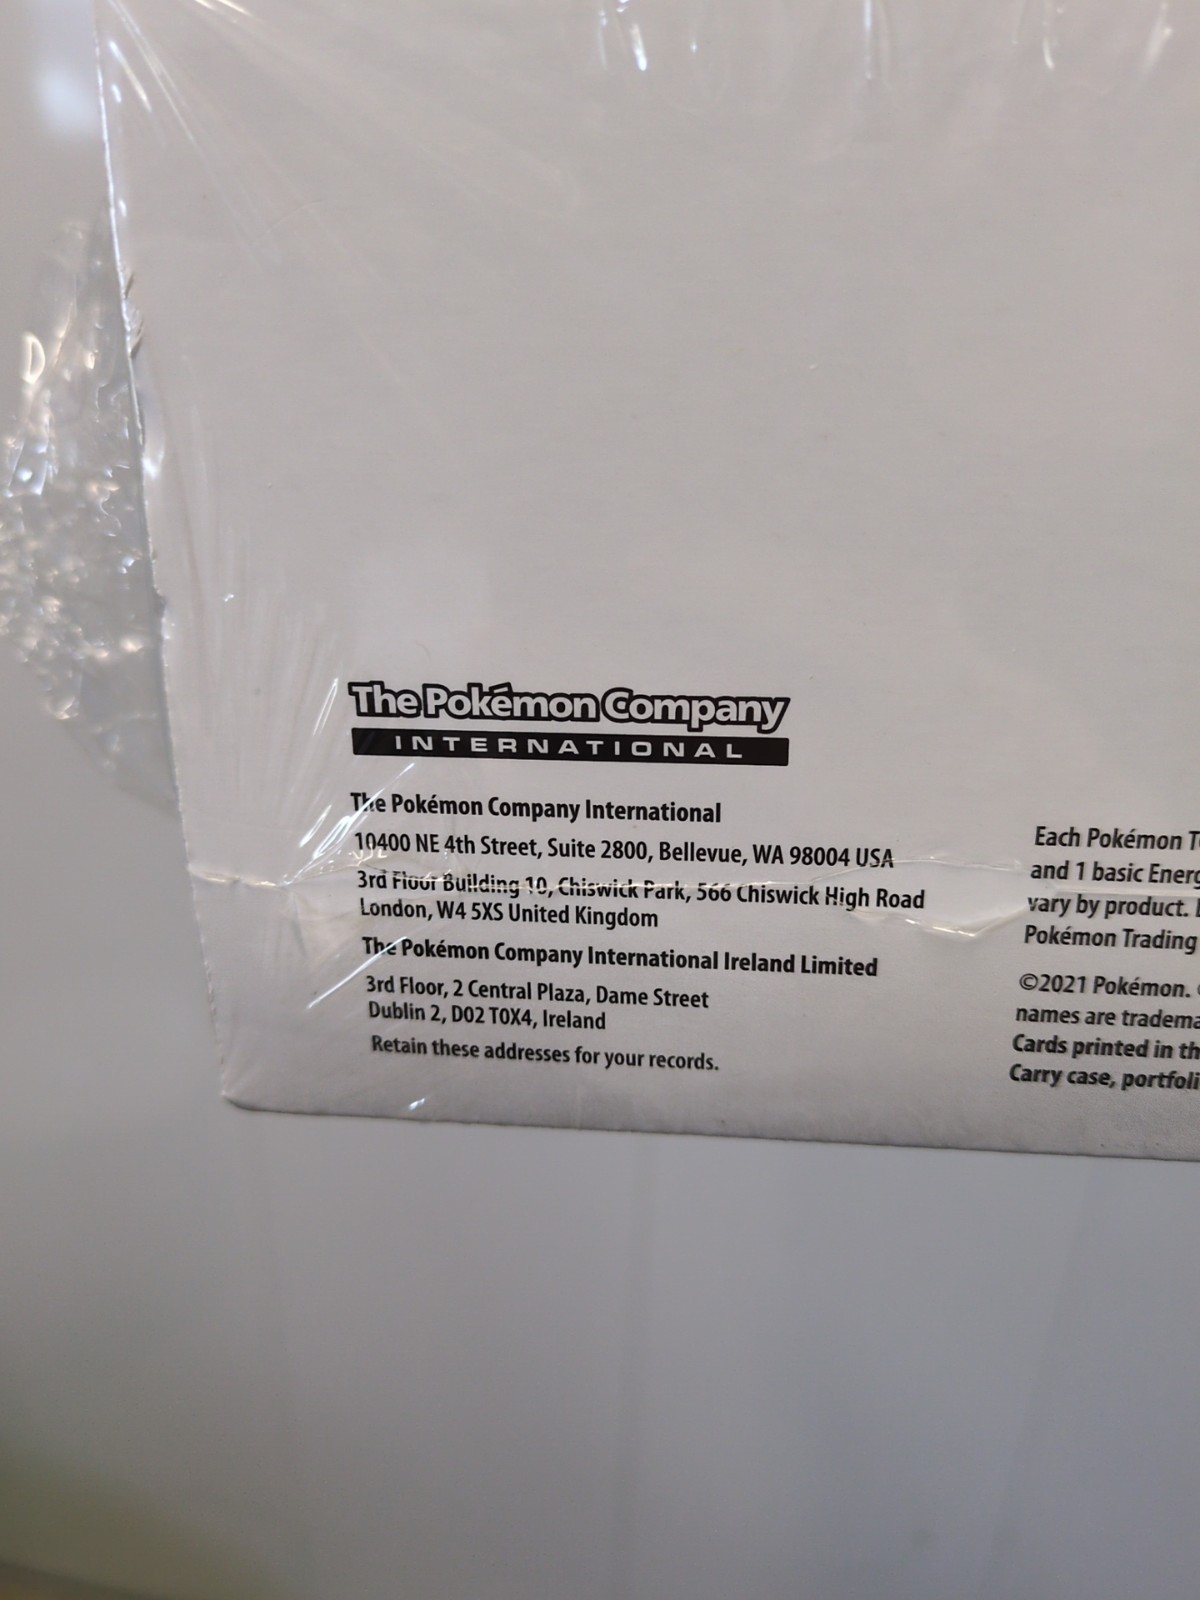 The Pokémon Company
INTERNATIONAL
The Pokémon Company International
10400 NE 4th Street, Suite 2800, Bellevue, WA 98004 USA
3rd Floor Building 10, Chiswick Park, 566 Chiswick High Road
London, W4 5XS United Kingdom
The Pokémon Company International Ireland Limited
3rd Floor, 2 Central Plaza, Dame Street
Dublin 2, D02 T0X4, Ireland
Retain these addresses for your records.
Each Pokémon
and 1 basic
vary by product.
Pokémon Trading
©2021 Pokémon.
names are
Cards printed in
Carry case,